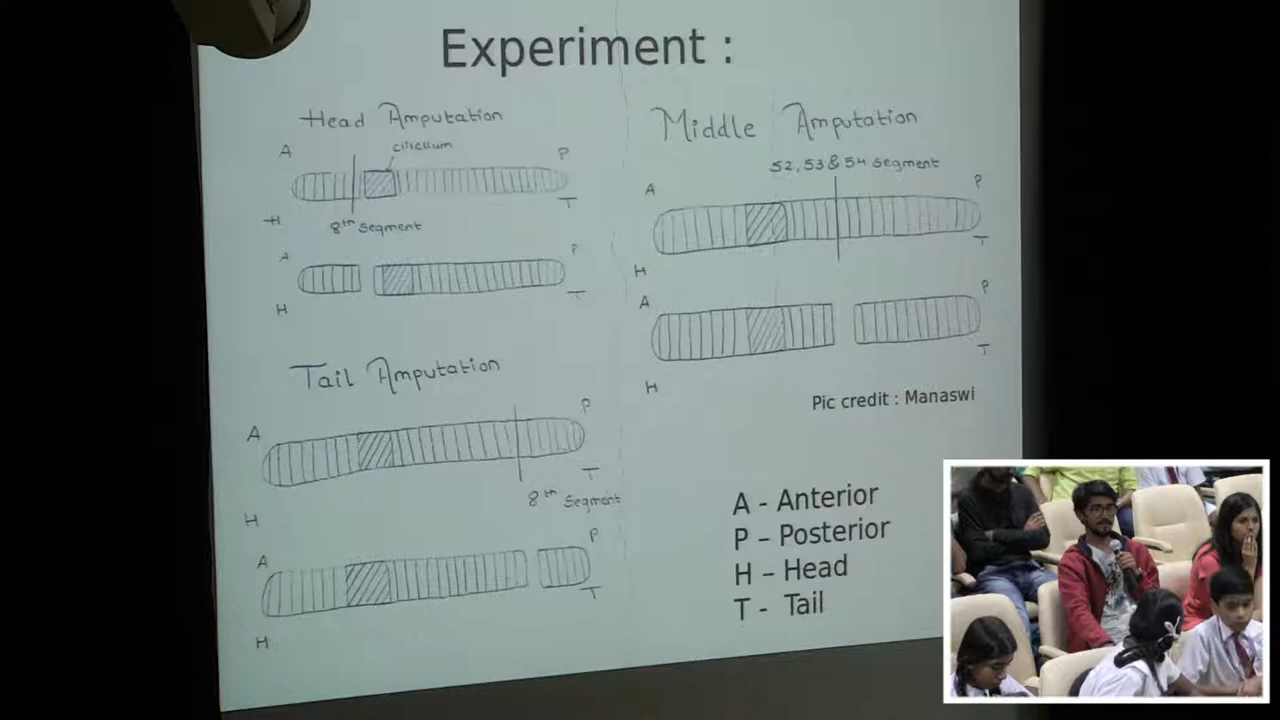 Experiment :
Head Amputation
A
clitellum
P
H
8th Segment
T
A
P
H
T
Tail Amputation
A
P
H
8th Segment
T
A
P
H
T
Middle Amputation
52, 53 & 54 Segment
A
P
H
T
A
P
H
T
Pic credit : Manaswi
A - Anterior
P – Posterior
H – Head
T - Tail